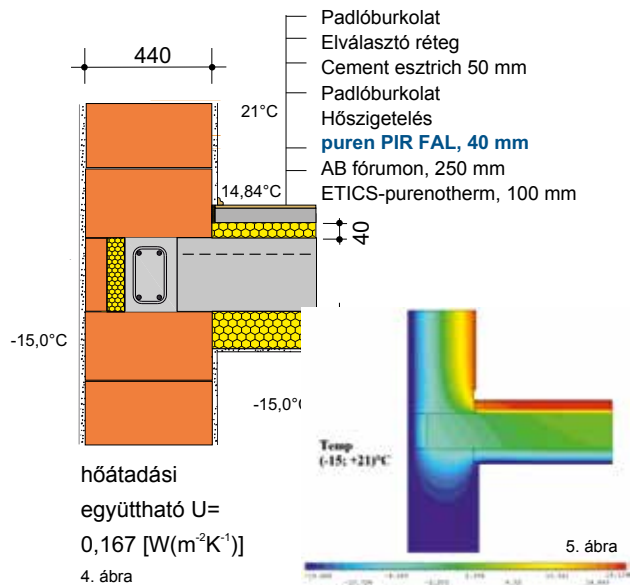 Padlóburkolat
Elválasztó réteg
Cement esztrich 50 mm
Padlóburkolat
Hőszigetelés
puren PIR FAL, 40 mm
AB fórumon, 250 mm
ETICS-purenotherm, 100 mm
440
21°C
14,84°C
40
-15,0°C
-15,0°C
Temp
(-15; +21)°C
hőátadási
együttható U=
0,167 [W(m⁻²K⁻¹)]
4. ábra
5. ábra